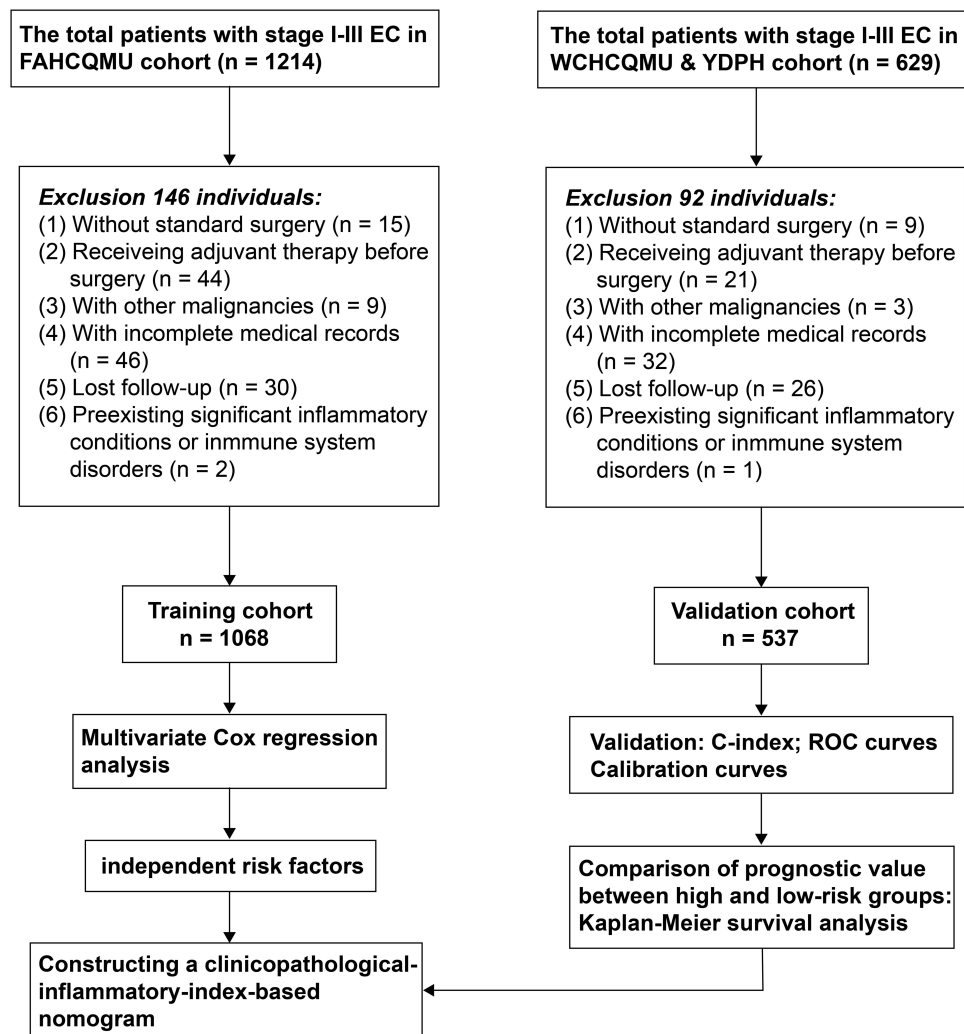 The total patients with stage I-III EC in
FAHCQMU cohort (n = 1214)
Exclusion 146 individuals:
(1) Without standard surgery (n = 15)
(2) Receiveing adjuvant therapy before
surgery (n = 44)
(3) With other malignancies (n = 9)
(4) With incomplete medical records
(n = 46)
(5) Lost follow-up (n = 30)
(6) Preexisting significant inflammatory
conditions or inmmune system
disorders (n = 2)
Training cohort
n = 1068
Multivariate Cox regression
analysis
independent risk factors
Constructing a clinicopathological-
inflammatory-index-based
nomogram
The total patients with stage I-III EC in
WCHCQMU & YDPH cohort (n = 629)
Exclusion 92 individuals:
(1) Without standard surgery (n = 9)
(2) Receiveing adjuvant therapy before
surgery (n = 21)
(3) With other malignancies (n = 3)
(4) With incomplete medical records
(n = 32)
(5) Lost follow-up (n = 26)
(6) Preexisting significant inflammatory
conditions or inmmune system
disorders (n = 1)
Validation cohort
n = 537
Validation: C-index; ROC curves
Calibration curves
Comparison of prognostic value
between high and low-risk groups:
Kaplan-Meier survival analysis